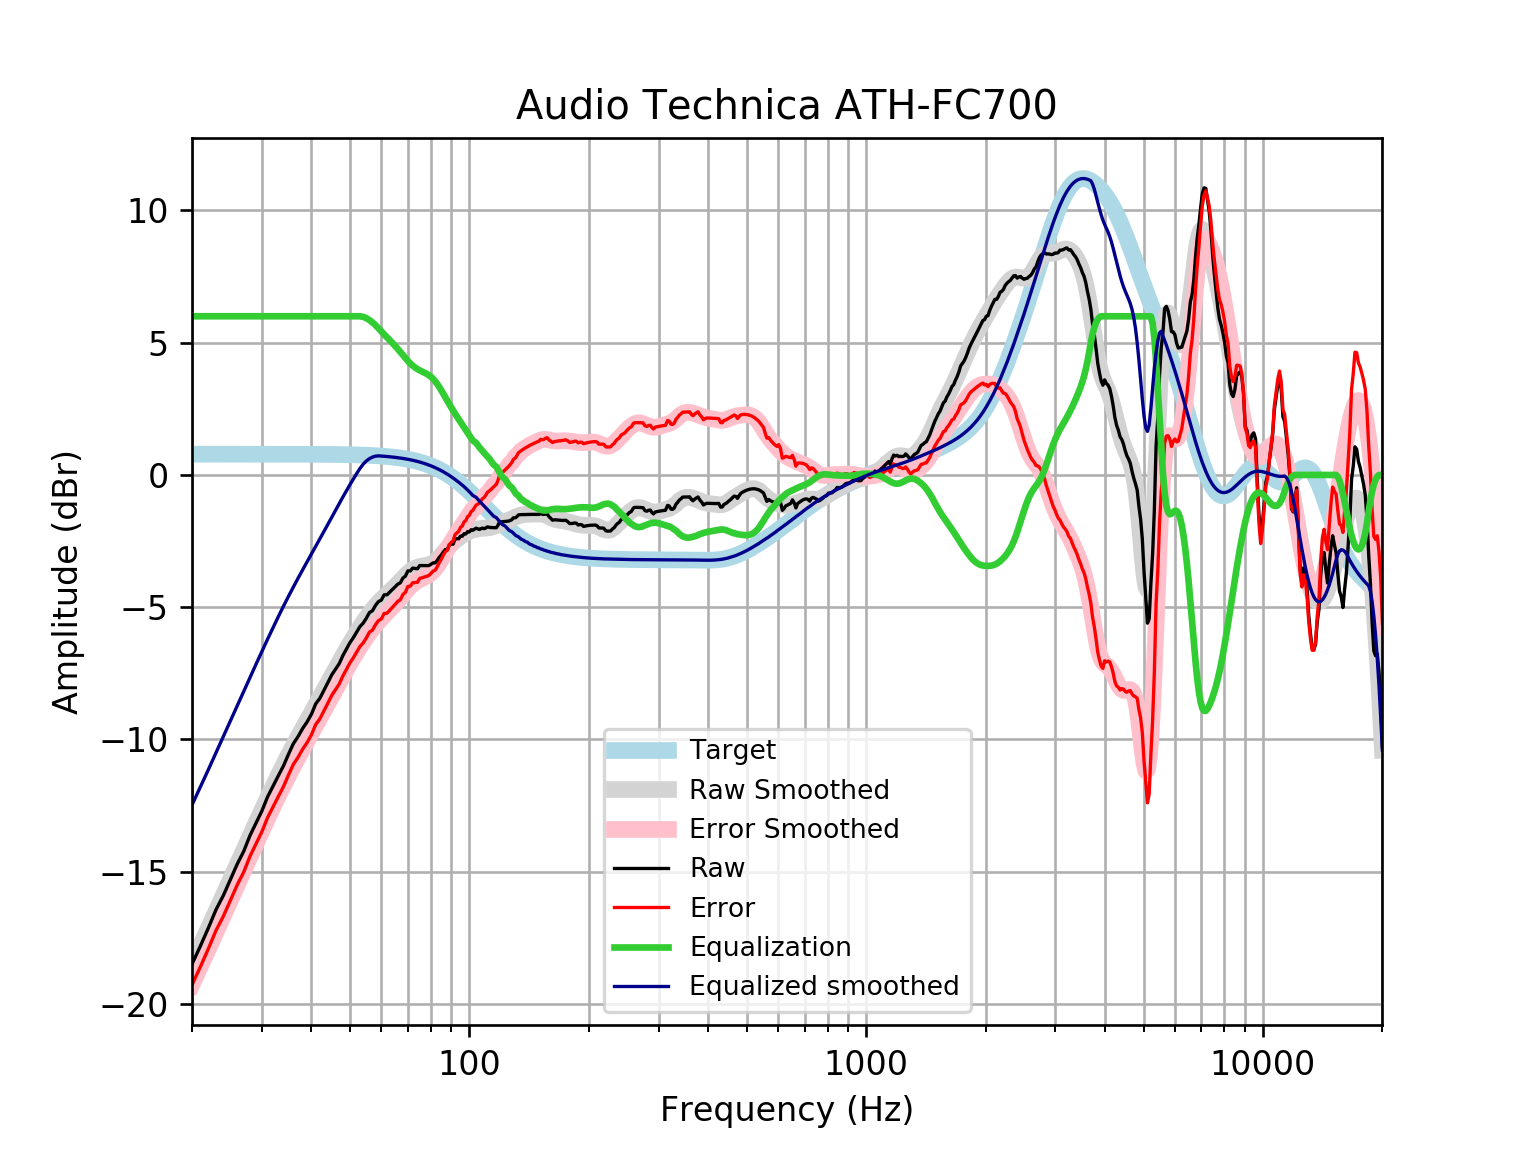 Audio Technica ATH-FC700
Amplitude (dBr)
10
5
0
−5
−10
−15
−20
Target
Raw Smoothed
Error Smoothed
Raw
Error
Equalization
Equalized smoothed
100
1000
10000
Frequency (Hz)